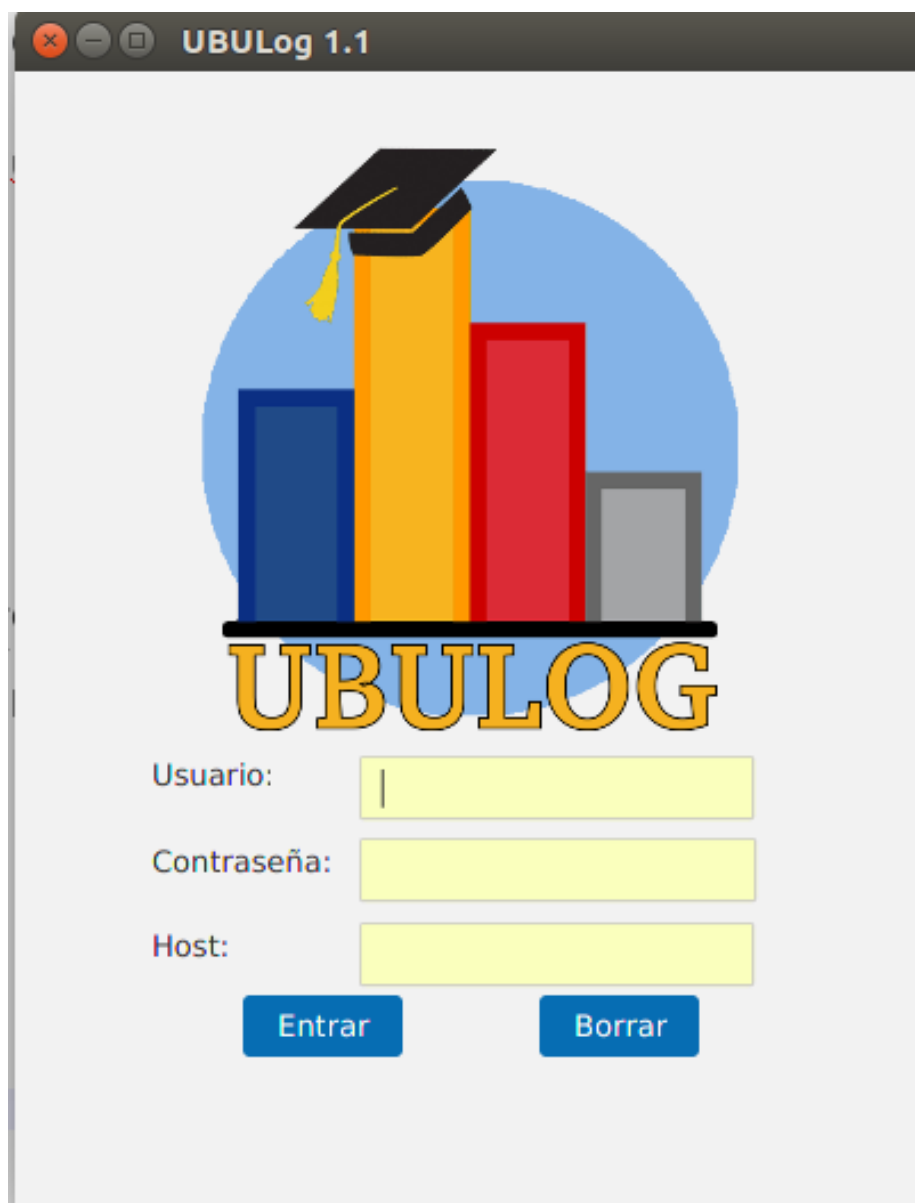 UBULog 1.1
UBULOG
Usuario:
Contraseña:
Host:
Entrar Borrar